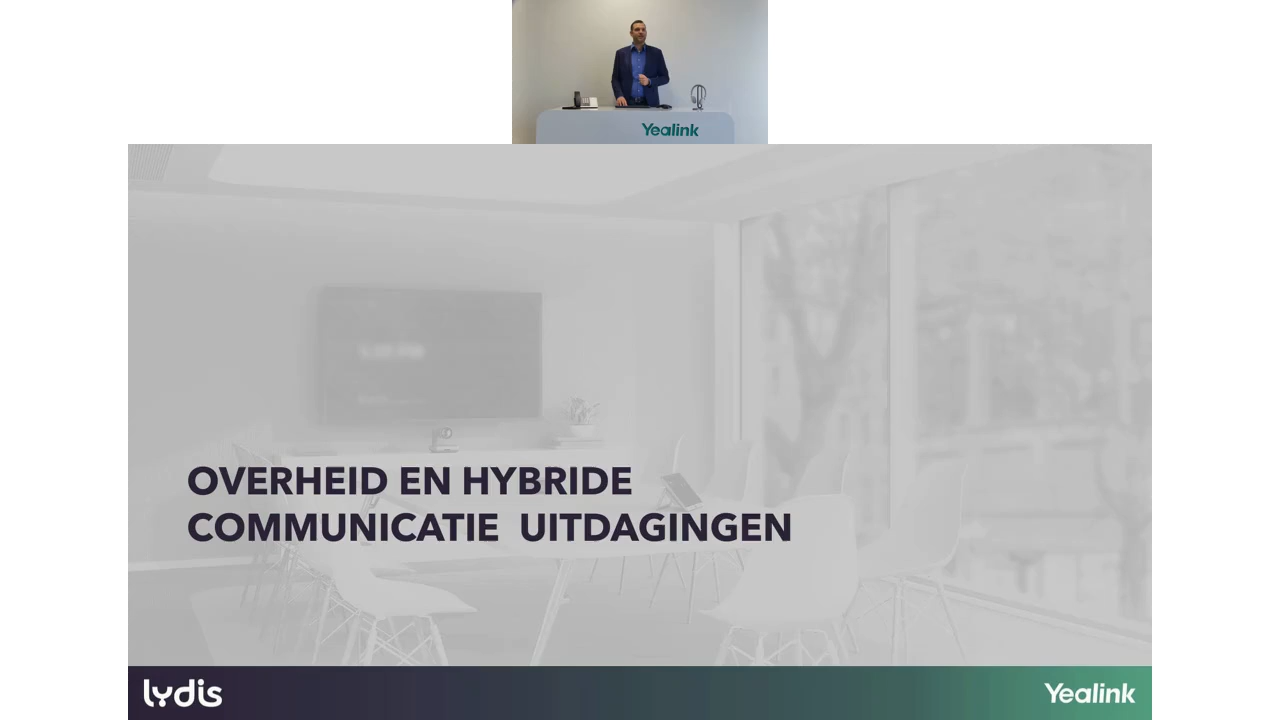 Yealink
OVERHEID EN HYBRIDE
COMMUNICATIE UITDAGINGEN
lydis
Yealink